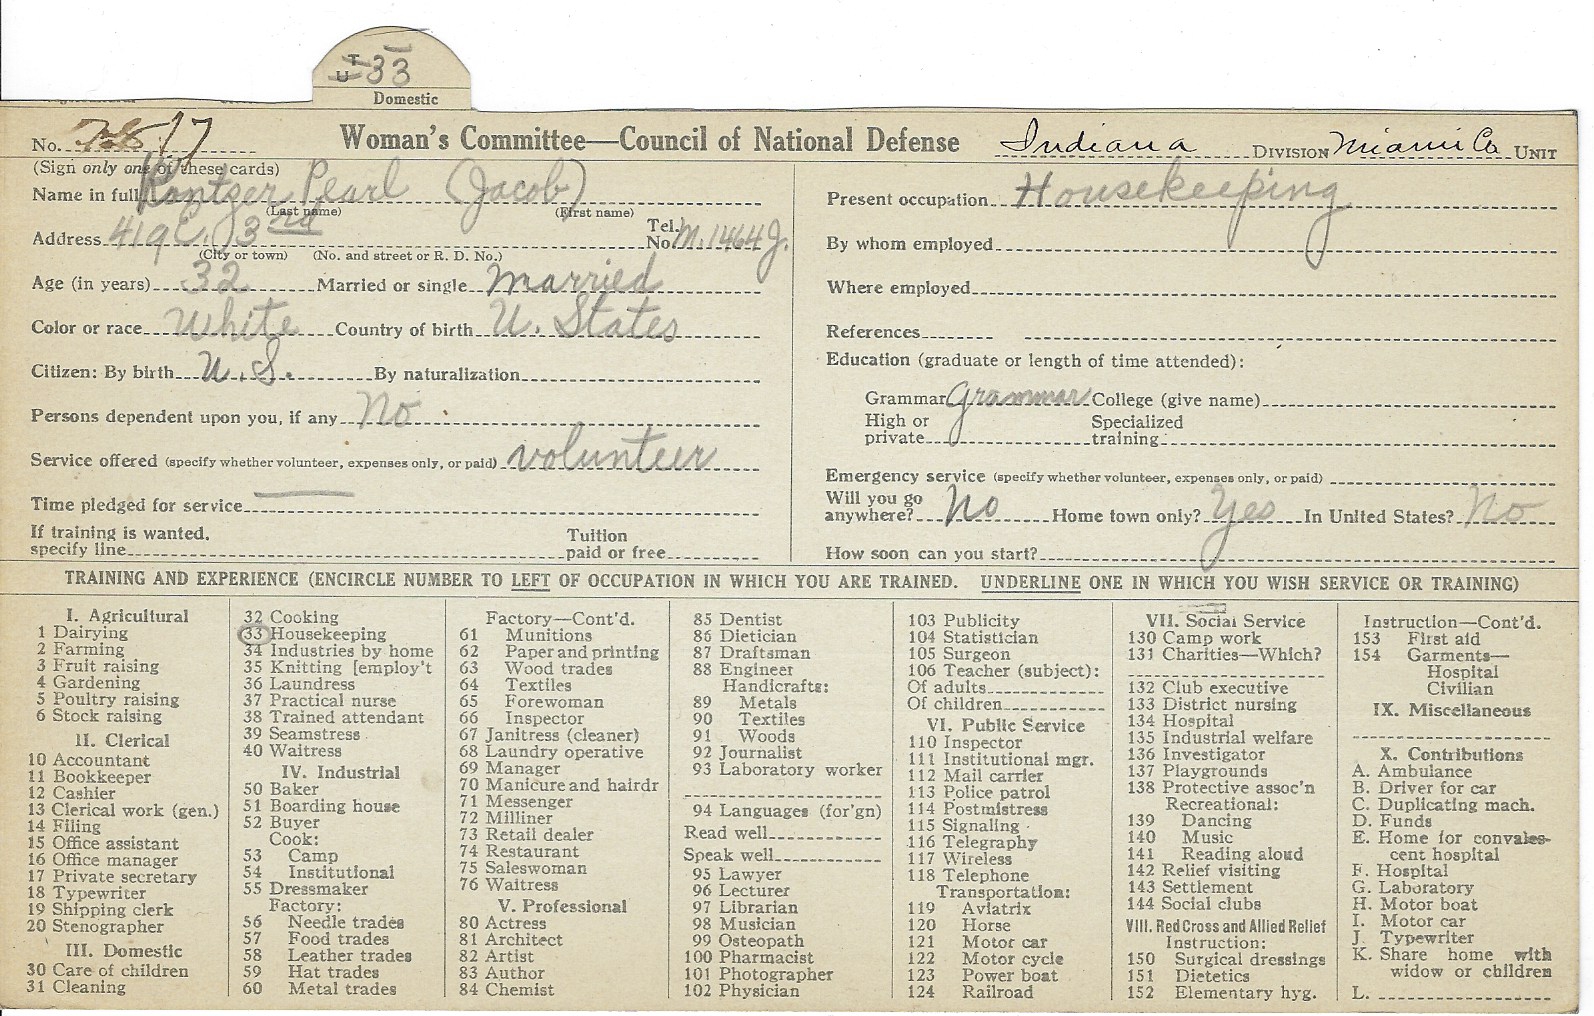 T
U 33
Domestic
No. 17 Woman's Committee—Council of National Defense Indiana DIVISION Miami Co UNIT
(Sign only one of these cards)
Name in full Rontzer Pearl (Jacob)
(Last name) (First name)
Address 419 E. 3rd Tel. No. M. 1464 J.
(City or town) (No. and street or R. D. No.)
Age (in years) 32 Married or single Married
Color or race White Country of birth U. States
Citizen: By birth U. S. By naturalization
Persons dependent upon you, if any No
Service offered (specify whether volunteer, expenses only, or paid) volunteer
Time pledged for service
If training is wanted,
specify line Tuition paid or free
Present occupation Housekeeping
By whom employed
Where employed
References
Education (graduate or length of time attended):
Grammar Grammar College (give name)
High or private Specialized training
Emergency service (specify whether volunteer, expenses only, or paid)
Will you go
anywhere? No Home town only? Yes In United States? No
How soon can you start?
TRAINING AND EXPERIENCE (ENCIRCLE NUMBER TO LEFT OF OCCUPATION IN WHICH YOU ARE TRAINED. UNDERLINE ONE IN WHICH YOU WISH SERVICE OR TRAINING)
I. Agricultural
1 Dairying
2 Farming
3 Fruit raising
4 Gardening
5 Poultry raising
6 Stock raising
II. Clerical
10 Accountant
11 Bookkeeper
12 Cashier
13 Clerical work (gen.)
14 Filing
15 Office assistant
16 Office manager
17 Private secretary
18 Typewriter
19 Shipping clerk
20 Stenographer
III. Domestic
30 Care of children
31 Cleaning
32 Cooking
33 Housekeeping
34 Industries by home
35 Knitting [employ't
36 Laundress
37 Practical nurse
38 Trained attendant
39 Seamstress
40 Waitress
IV. Industrial
50 Baker
51 Boarding house
52 Buyer
Cook:
53 Camp
54 Institutional
55 Dressmaker
Factory:
56 Needle trades
57 Food trades
58 Leather trades
59 Hat trades
60 Metal trades
Factory—Cont'd.
61 Munitions
62 Paper and printing
63 Wood trades
64 Textiles
65 Forewoman
66 Inspector
67 Janitress (cleaner)
68 Laundry operative
69 Manager
70 Manicure and hairdr
71 Messenger
72 Milliner
73 Retail dealer
74 Restaurant
75 Saleswoman
76 Waitress
V. Professional
80 Actress
81 Architect
82 Artist
83 Author
84 Chemist
85 Dentist
86 Dietician
87 Draftsman
88 Engineer
Handicrafts:
89 Metals
90 Textiles
91 Woods
92 Journalist
93 Laboratory worker
94 Languages (for'gn)
Read well
Speak well
95 Lawyer
96 Lecturer
97 Librarian
98 Musician
99 Osteopath
100 Pharmacist
101 Photographer
102 Physician
103 Publicity
104 Statistician
105 Surgeon
106 Teacher (subject):
Of adults
Of children
VI. Public Service
110 Inspector
111 Institutional mgr.
112 Mail carrier
113 Police patrol
114 Postmistress
115 Signaling
116 Telegraphy
117 Wireless
118 Telephone
Transportation:
119 Aviatrix
120 Horse
121 Motor car
122 Motor cycle
123 Power boat
124 Railroad
VII. Social Service
130 Camp work
131 Charities—Which?
132 Club executive
133 District nursing
134 Hospital
135 Industrial welfare
136 Investigator
137 Playgrounds
138 Protective assoc'n
Recreational:
139 Dancing
140 Music
141 Reading aloud
142 Relief visiting
143 Settlement
144 Social clubs
VIII. Red Cross and Allied Relief
Instruction:
150 Surgical dressings
151 Dietetics
152 Elementary hyg.
Instruction—Cont'd.
153 First aid
154 Garments—
Hospital
Civilian
IX. Miscellaneous
X. Contributions
A. Ambulance
B. Driver for car
C. Duplicating mach.
D. Funds
E. Home for convales-
cent hospital
F. Hospital
G. Laboratory
H. Motor boat
I. Motor car
J. Typewriter
K. Share home with
widow or children
L.